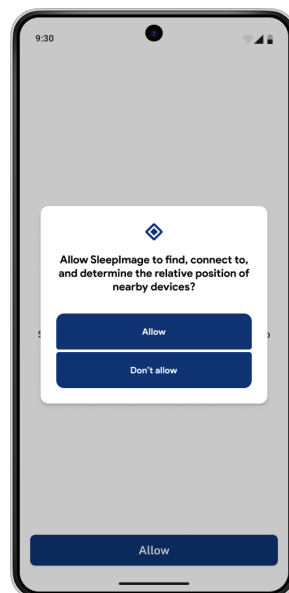 9:30
Allow SleepImage to find, connect to,
and determine the relative position of
nearby devices?
Allow
Don't allow
Allow